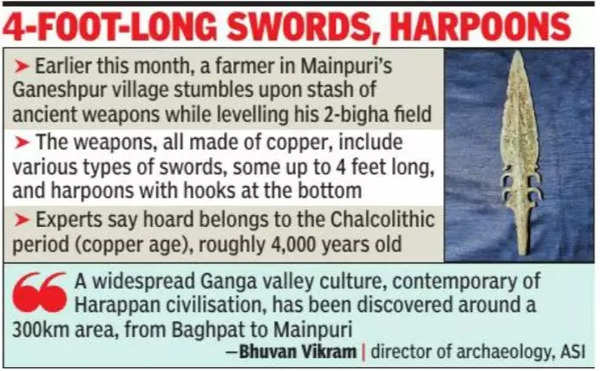 4-FOOT-LONG SWORDS, HARPOONS
➤ Earlier this month, a farmer in Mainpuri's
Ganeshpur village stumbles upon stash of
ancient weapons while levelling his 2-bigha field
➤ The weapons, all made of copper, include
various types of swords, some up to 4 feet long,
and harpoons with hooks at the bottom
➤ Experts say hoard belongs to the Chalcolithic
period (copper age), roughly 4,000 years old
❝ A widespread Ganga valley culture, contemporary of
Harappan civilisation, has been discovered around a
300km area, from Baghpat to Mainpuri
—Bhuvan Vikram | director of archaeology, ASI